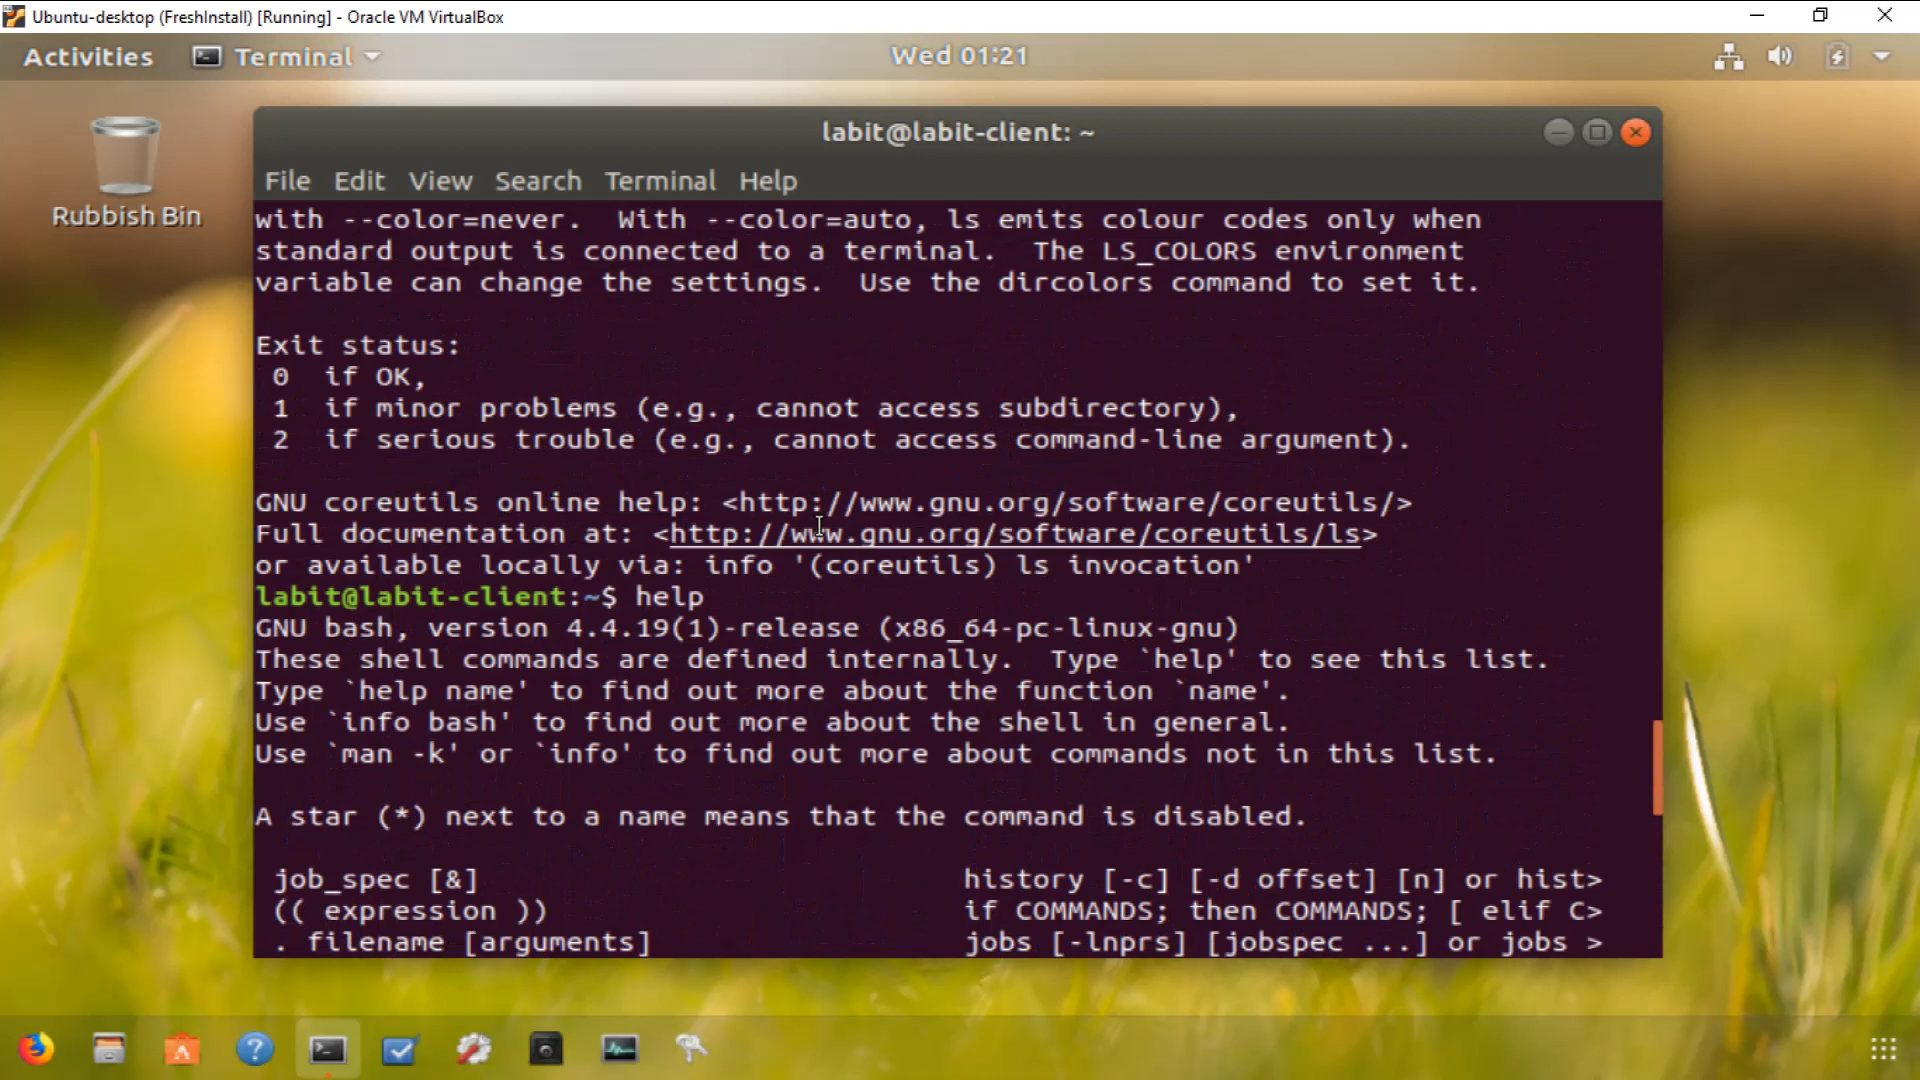 Ubuntu-desktop (FreshInstall) [Running] - Oracle VM VirtualBox
Activities Terminal Wed 01:21
Rubbish Bin
labit@labit-client: ~
File Edit View Search Terminal Help
with --color=never.  With --color=auto, ls emits colour codes only when
standard output is connected to a terminal.  The LS_COLORS environment
variable can change the settings.  Use the dircolors command to set it.
Exit status:
 0  if OK,
 1  if minor problems (e.g., cannot access subdirectory),
 2  if serious trouble (e.g., cannot access command-line argument).
GNU coreutils online help: <http://www.gnu.org/software/coreutils/>
Full documentation at: <http://www.gnu.org/software/coreutils/ls>
or available locally via: info '(coreutils) ls invocation'
labit@labit-client:~$ help
GNU bash, version 4.4.19(1)-release (x86_64-pc-linux-gnu)
These shell commands are defined internally.  Type `help' to see this list.
Type `help name' to find out more about the function `name'.
Use `info bash' to find out more about the shell in general.
Use `man -k' or `info' to find out more about commands not in this list.
A star (*) next to a name means that the command is disabled.
 job_spec [&]                            history [-c] [-d offset] [n] or hist>
 (( expression ))                        if COMMANDS; then COMMANDS; [ elif C>
 . filename [arguments]                  jobs [-lnprs] [jobspec ...] or jobs >